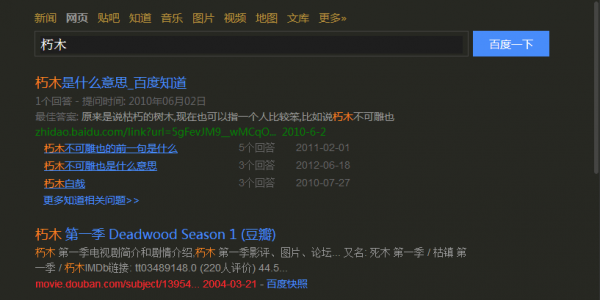 新闻 网页 贴吧 知道 音乐 图片 视频 地图 文库 更多»
朽木 百度一下
朽木是什么意思_百度知道
1个回答 - 提问时间: 2010年06月02日
最佳答案: 原来是说枯朽的树木,现在也可以指一个人比较笨,比如说朽木不可雕也
zhidao.baidu.com/link?url=5gFevJM9__wMCqO... 2010-6-2
朽木不可雕也的前一句是什么 5个回答 2011-02-01
朽木不可雕也是什么意思 3个回答 2012-06-18
朽木白哉 3个回答 2010-07-27
更多知道相关问题>>
朽木 第一季 Deadwood Season 1 (豆瓣)
朽木 第一季电视剧简介和剧情介绍,朽木 第一季影评、图片、论坛... 又名: 死木 第一季 / 枯镇 第
一季 / 朽木IMDb链接: tt03489148.0 (220人评价) 44.5...
movie.douban.com/subject/13954... 2004-03-21 - 百度快照